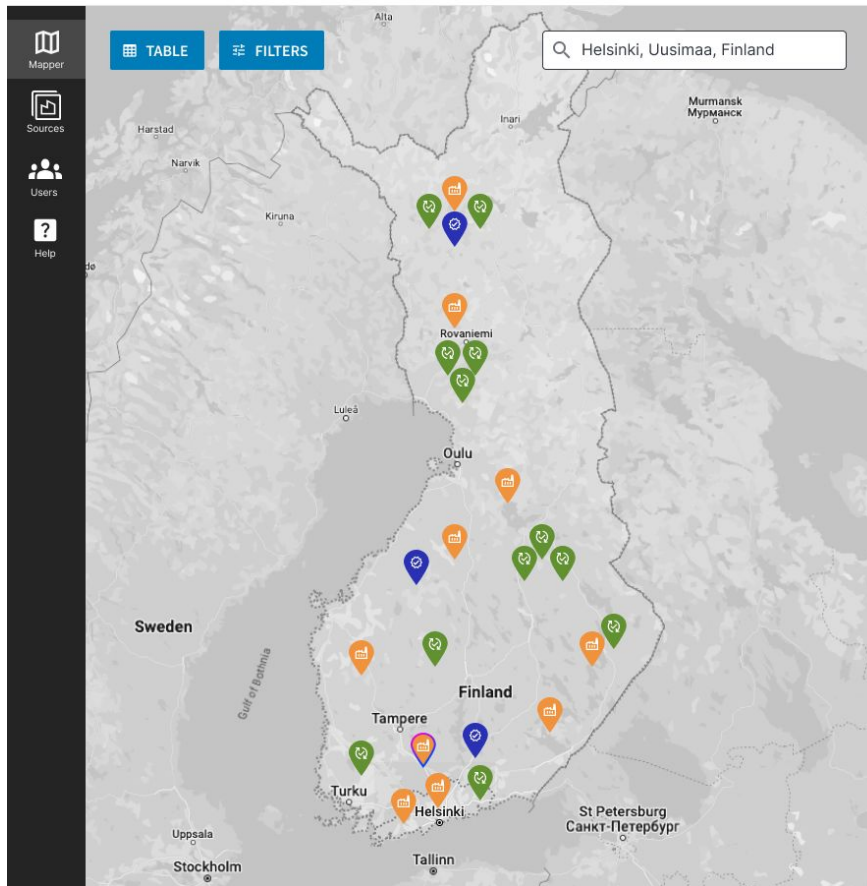 Alta
Mapper
TABLE
FILTERS
Helsinki, Uusimaa, Finland
Sources
Murmansk
Мурманск
Inari
Harstad
Narvik
Users
Kiruna
?
Help
Rovaniemi
Luleå
Oulu
Sweden
Gulf of Bothnia
Finland
Tampere
Turku
Helsinki
St Petersburg
Санкт-Петербург
Uppsala
Tallinn
Stockholm